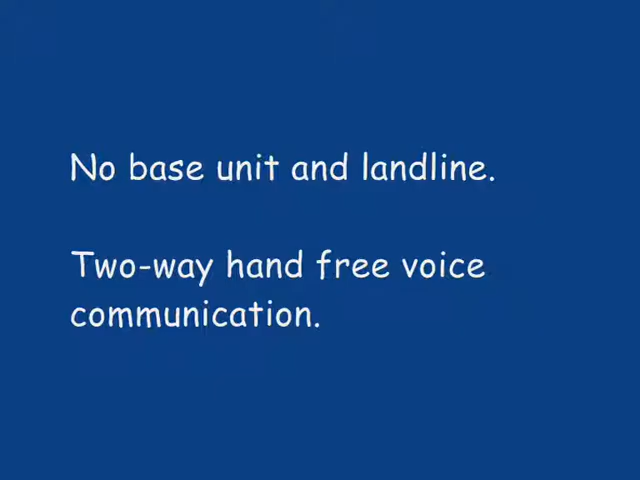 No base unit and landline.
Two-way hand free voice
communication.